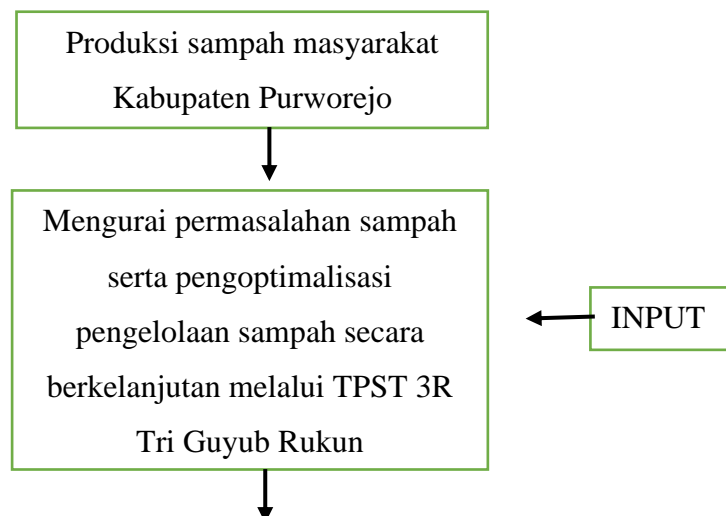 Produksi sampah masyarakat
Kabupaten Purworejo
Mengurai permasalahan sampah
serta pengoptimalisasi
pengelolaan sampah secara
berkelanjutan melalui TPST 3R
Tri Guyub Rukun
INPUT